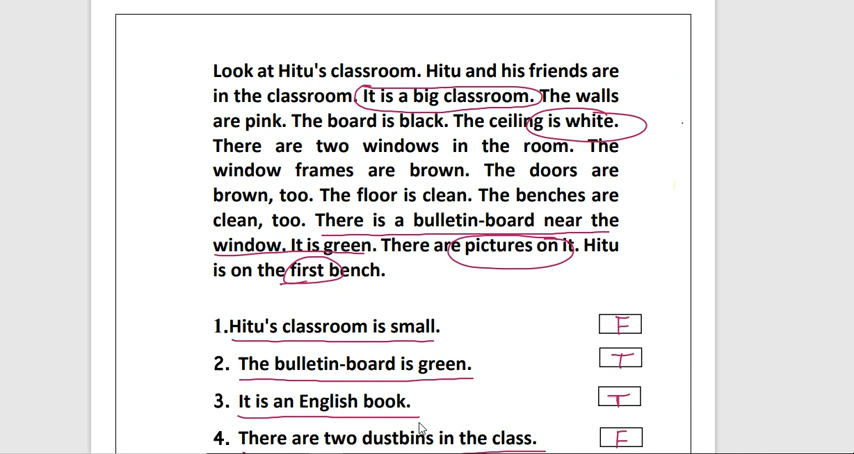 Look at Hitu's classroom. Hitu and his friends are
in the classroom. It is a big classroom. The walls
are pink. The board is black. The ceiling is white.
There are two windows in the room. The
window frames are brown. The doors are
brown, too. The floor is clean. The benches are
clean, too. There is a bulletin-board near the
window. It is green. There are pictures on it. Hitu
is on the first bench.
1.Hitu's classroom is small. F
2. The bulletin-board is green. T
3. It is an English book. T
4. There are two dustbins in the class. F